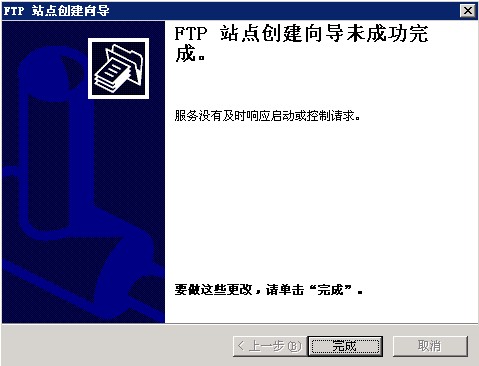 FTP 站点创建向导
FTP 站点创建向导未成功完
成。
服务没有及时响应启动或控制请求。
要做这些更改，请单击“完成”。
< 上一步(B)
完成
取消